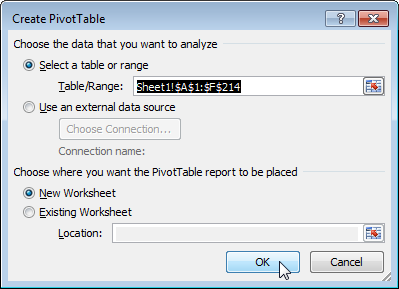 Create PivotTable
Choose the data that you want to analyze
Select a table or range
Table/Range: Sheet1!$A$1:$F$214
Use an external data source
Choose Connection...
Connection name:
Choose where you want the PivotTable report to be placed
New Worksheet
Existing Worksheet
Location:
OK Cancel